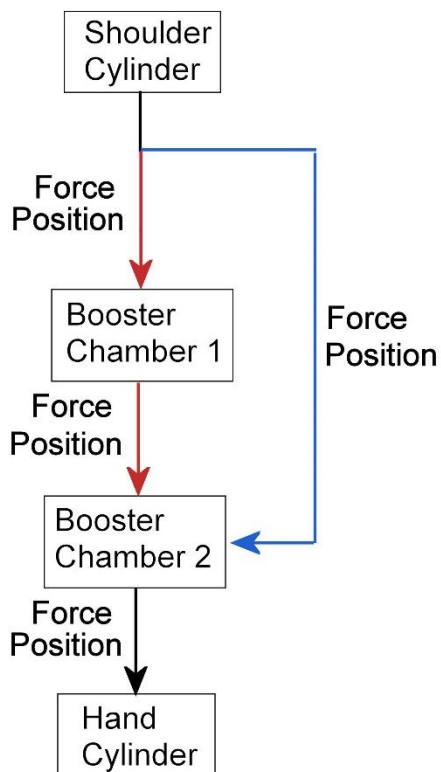 Shoulder
Cylinder
Force
Position
Booster
Chamber 1
Force
Position
Force
Position
Booster
Chamber 2
Force
Position
Hand
Cylinder